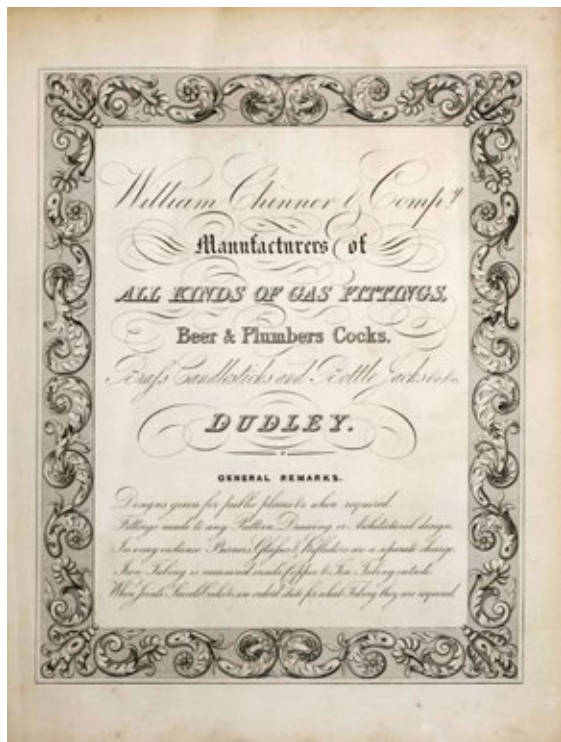 William Chinner & Compy
Manufacturers of
ALL KINDS OF GAS FITTINGS,
Beer & Plumbers Cocks.
Brass Candlesticks and Bottle Jacks &c &c
DUDLEY.
GENERAL REMARKS.
Designs given for public places &c when required
Fittings made to any Pattern Drawing or Architectural design
In every instance Burners Glasses & Reflectors are a separate charge
Iron Tubing is measured inside Copper & Tin Tubing outside
When Swivels Cocks &c are ordered state for what Tubing they are required